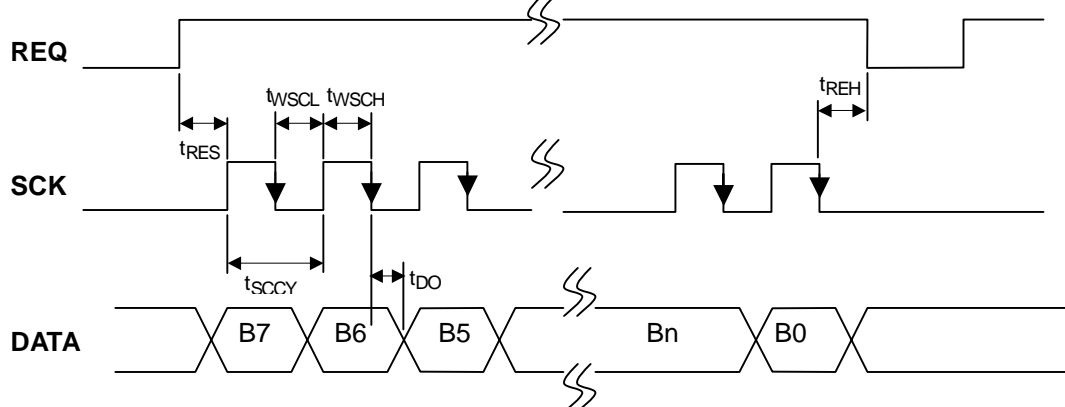 REQ
tREH
tWSCL tWSCH
tRES
SCK
tSCCY
tDO
DATA
B7 B6 B5 Bn B0